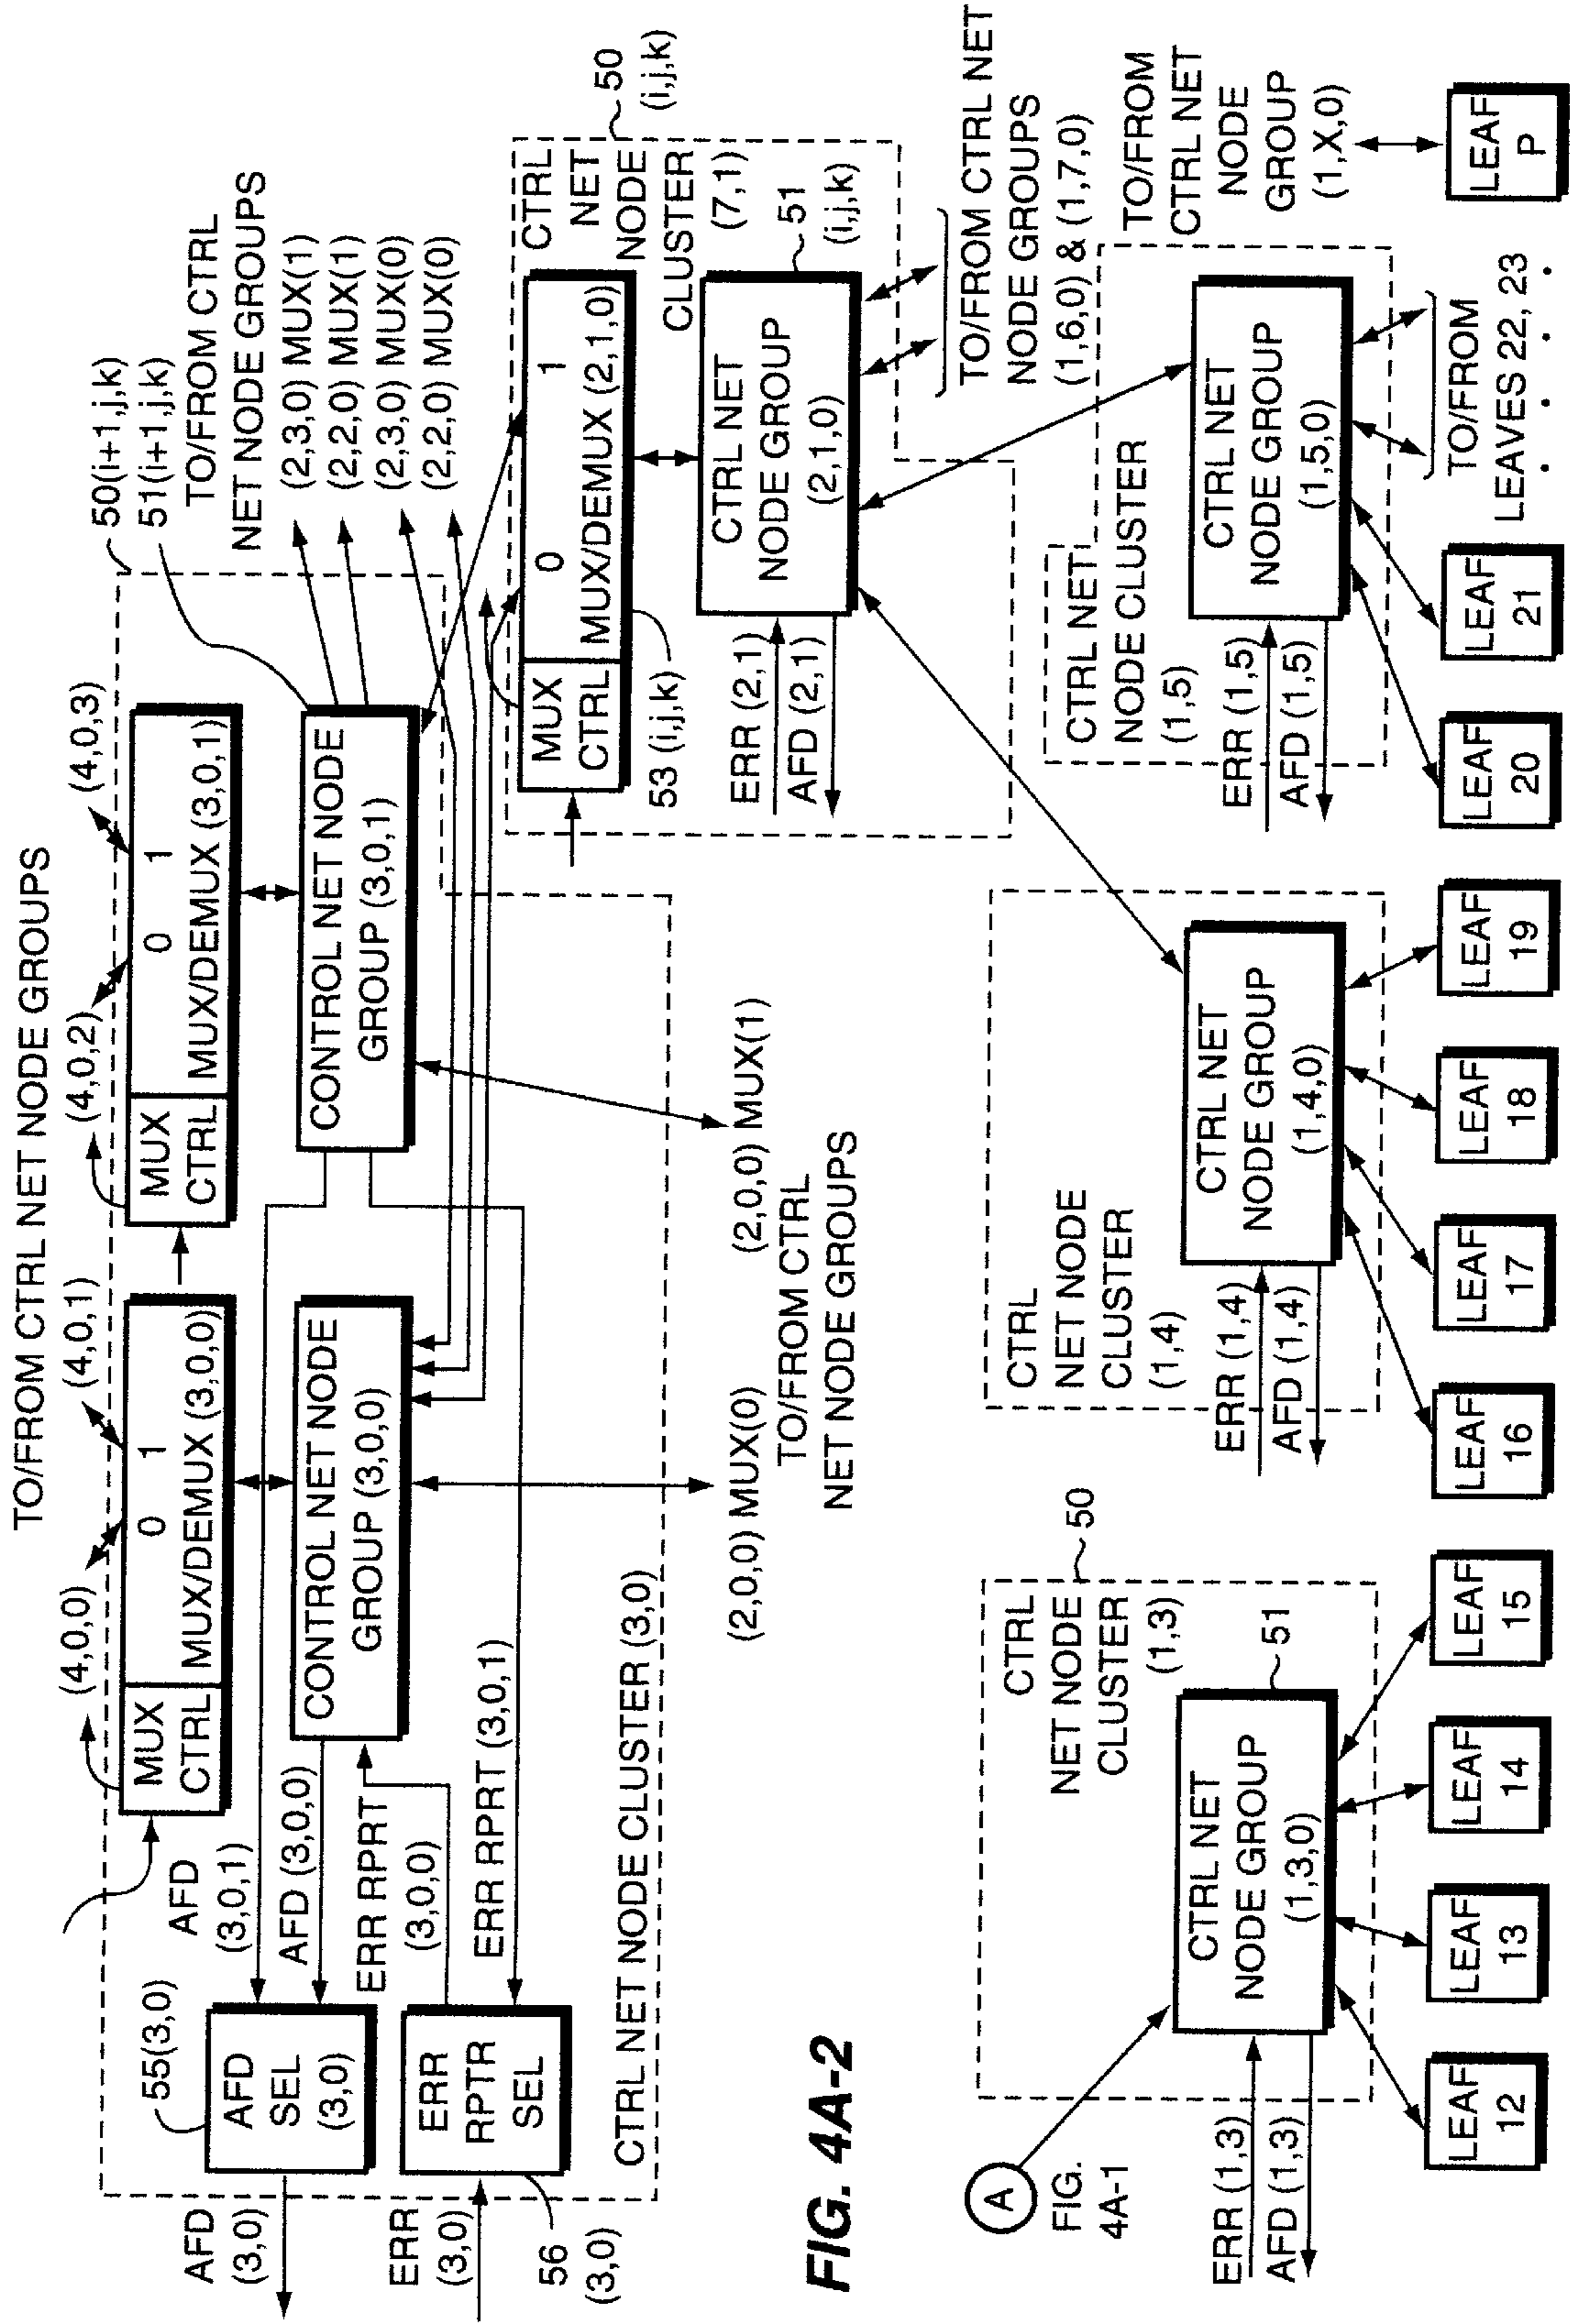 TO/FROM CTRL NET NODE GROUPS
(4,0,0)
(4,0,1)
(4,0,2)
(4,0,3)
50(i+1,j,k)
51(i+1,j,k)
MUX
CTRL
0 1
MUX/DEMUX (3,0,0)
MUX
CTRL
0 1
MUX/DEMUX (3,0,1)
TO/FROM CTRL
NET NODE GROUPS
(2,3,0) MUX(1)
(2,2,0) MUX(1)
(2,3,0) MUX(0)
(2,2,0) MUX(0)
55(3,0)
AFD
(3,0,1)
AFD (3,0,0)
ERR RPRT
(3,0,0)
ERR RPRT (3,0,1)
CONTROL NET NODE
GROUP (3,0,0)
CONTROL NET NODE
GROUP (3,0,1)
AFD
SEL
(3,0)
ERR
RPTR
SEL
AFD
(3,0)
ERR
(3,0)
56
(3,0)
CTRL NET NODE CLUSTER (3,0)
(2,0,0) MUX(0)
(2,0,0) MUX(1)
TO/FROM CTRL
NET NODE GROUPS
CTRL
NET
NODE
CLUSTER
(7,1)
50
(i,j,k)
MUX
CTRL
0 1
MUX/DEMUX (2,1,0)
53 (i,j,k)
51
(i,j,k)
CTRL NET
NODE GROUP
(2,1,0)
ERR (2,1)
AFD (2,1)
TO/FROM CTRL NET
NODE GROUPS
(1,6,0) & (1,7,0)
FIG. 4A-2
A
FIG.
4A-1
CTRL
NET NODE
CLUSTER
(1,3)
50
51
CTRL NET
NODE GROUP
(1,3,0)
ERR (1,3)
AFD (1,3)
CTRL
NET NODE
CLUSTER
(1,4)
CTRL NET
NODE GROUP
(1,4,0)
ERR (1,4)
AFD (1,4)
CTRL NET
NODE CLUSTER
(1,5)
CTRL NET
NODE GROUP
(1,5,0)
ERR (1,5)
AFD (1,5)
TO/FROM
CTRL NET
NODE
GROUP
(1,X,0)
TO/FROM
LEAVES 22, 23
. . . .
LEAF
12
LEAF
13
LEAF
14
LEAF
15
LEAF
16
LEAF
17
LEAF
18
LEAF
19
LEAF
20
LEAF
21
LEAF
P